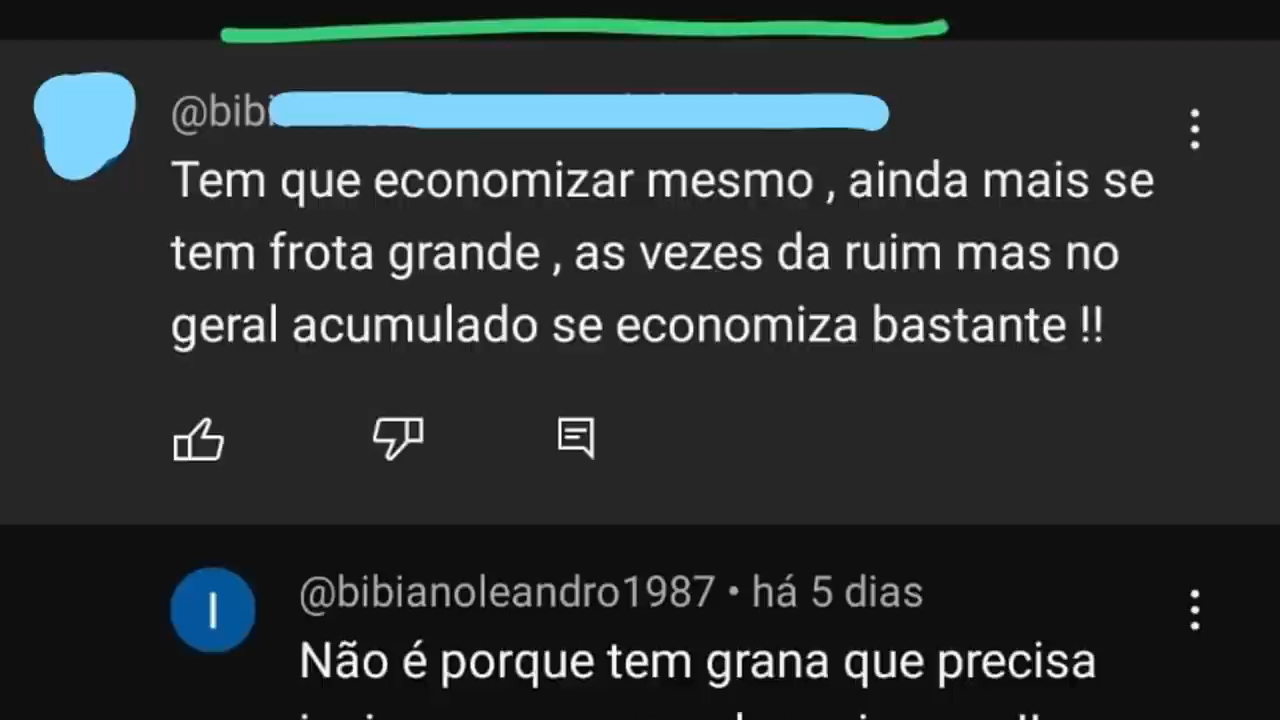 @bibi
Tem que economizar mesmo , ainda mais se
tem frota grande , as vezes da ruim mas no
geral acumulado se economiza bastante !!
I
@bibianoleandro1987 • há 5 dias
Não é porque tem grana que precisa